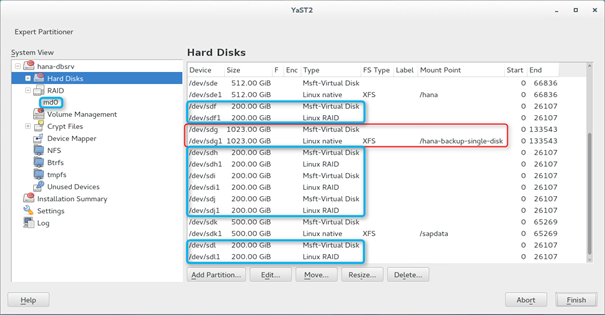 YaST2
Expert Partitioner
System View
hana-dbsrv
Hard Disks
RAID
md0
Volume Management
Crypt Files
Device Mapper
NFS
Btrfs
tmpfs
Unused Devices
Installation Summary
Settings
Log
Hard Disks
Device Size F Enc Type FS Type Label Mount Point Start End
/dev/sde 512.00 GiB Msft-Virtual Disk 0 66836
/dev/sde1 512.00 GiB Linux native XFS /hana 0 66836
/dev/sdf 200.00 GiB Msft-Virtual Disk 0 26107
/dev/sdf1 200.00 GiB Linux RAID 0 26107
/dev/sdg 1023.00 GiB Msft-Virtual Disk 0 133543
/dev/sdg1 1023.00 GiB Linux native XFS /hana-backup-single-disk 0 133543
/dev/sdh 200.00 GiB Msft-Virtual Disk 0 26107
/dev/sdh1 200.00 GiB Linux RAID 0 26107
/dev/sdi 200.00 GiB Msft-Virtual Disk 0 26107
/dev/sdi1 200.00 GiB Linux RAID 0 26107
/dev/sdj 200.00 GiB Msft-Virtual Disk 0 26107
/dev/sdj1 200.00 GiB Linux RAID 0 26107
/dev/sdk 500.00 GiB Msft-Virtual Disk 0 65269
/dev/sdk1 500.00 GiB Linux native XFS /sapdata 0 65269
/dev/sdl 200.00 GiB Msft-Virtual Disk 0 26107
/dev/sdl1 200.00 GiB Linux RAID 0 26107
Add Partition... Edit... Move... Resize... Delete...
Help Abort Finish